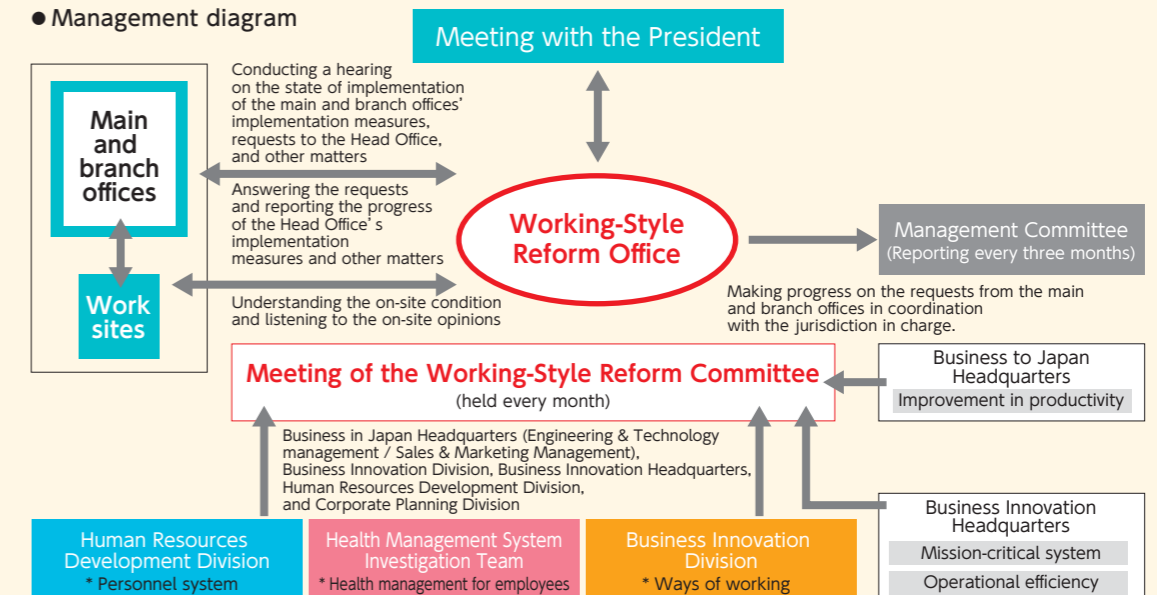 ● Management diagram
Meeting with the President
Main
and
branch
offices
Work
sites
Conducting a hearing
on the state of implementation
of the main and branch offices'
implementation measures,
requests to the Head Office,
and other matters
Answering the requests
and reporting the progress
of the Head Office' s
implementation
measures and other matters
Understanding the on-site condition
and listening to the on-site opinions
Working-Style
Reform Office
Management Committee
(Reporting every three months)
Making progress on the requests from the main
and branch offices in coordination
with the jurisdiction in charge.
Meeting of the Working-Style Reform Committee
(held every month)
Business to Japan
Headquarters
Improvement in productivity
Business in Japan Headquarters (Engineering & Technology
management / Sales & Marketing Management),
Business Innovation Division, Business Innovation Headquarters,
Human Resources Development Division,
and Corporate Planning Division
Human Resources
Development Division
* Personnel system
Health Management System
Investigation Team
* Health management for employees
Business Innovation
Division
* Ways of working
Business Innovation
Headquarters
Mission-critical system
Operational efficiency